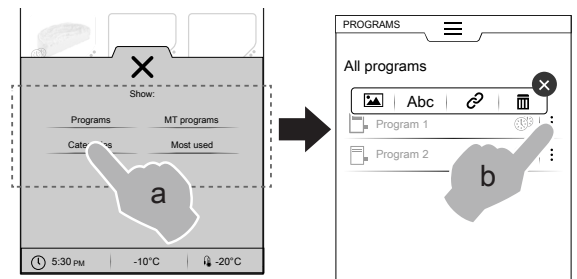 Show:
Programs MT programs
Categories Most used
a
5:30 PM -10°C -20°C
PROGRAMS
All programs
Abc
Program 1
Program 2
b